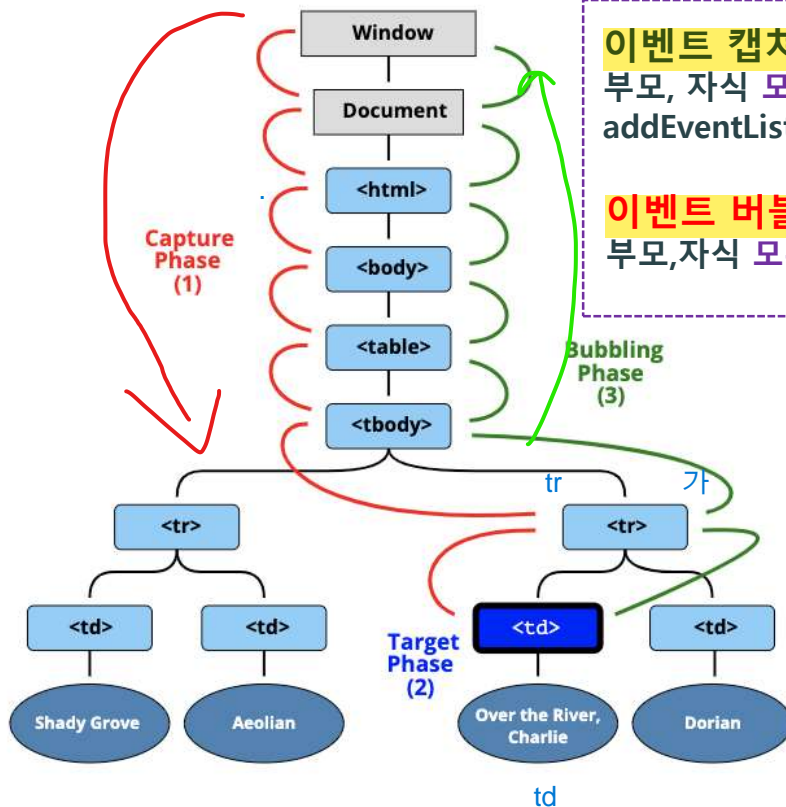 Window
이벤트 캡처
부모, 자식 모
Document
addEventList
<html>
이벤트 버블
Capture
Phase
(1)
부모,자식 모
<body>
<table>
Bubbling
Phase
(3)
<tbody>
tr
가
<tr>
<tr>
<td>
<td>
Target
Phase
(2)
<td>
<td>
Shady Grove
Aeolian
Over the River,
Charlie
Dorian
td